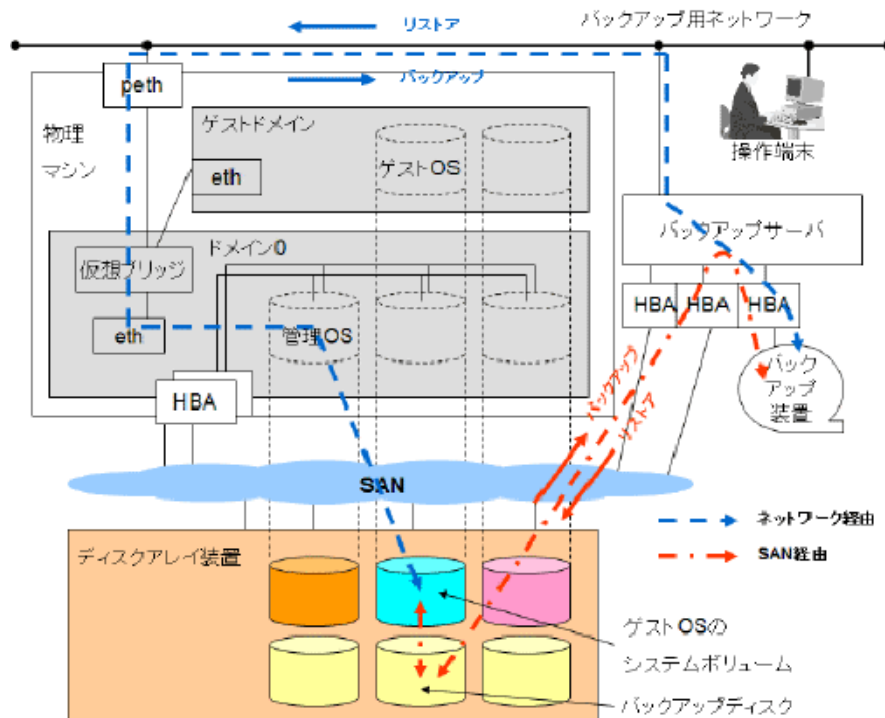 リストア
バックアップ用ネットワーク
バックアップ
peth
物理
マシン
ゲストドメイン
eth
ゲストOS
操作端末
ドメイン0
仮想ブリッジ
eth
管理OS
HBA
バックアップサーバ
HBA
HBA
HBA
バック
アップ
装置
バックアップ
リストア
SAN
ネットワーク経由
SAN経由
ディスクアレイ装置
ゲストOSの
システムボリューム
バックアップディスク